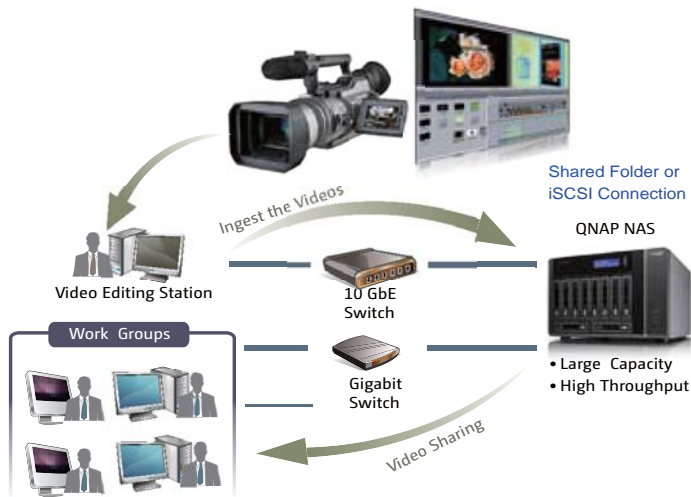 Shared Folder or
iSCSI Connection
Ingest the Videos
QNAP NAS
Video Editing Station
10 GbE
Switch
Work Groups
Gigabit
Switch
• Large Capacity
• High Throughput
Video Sharing